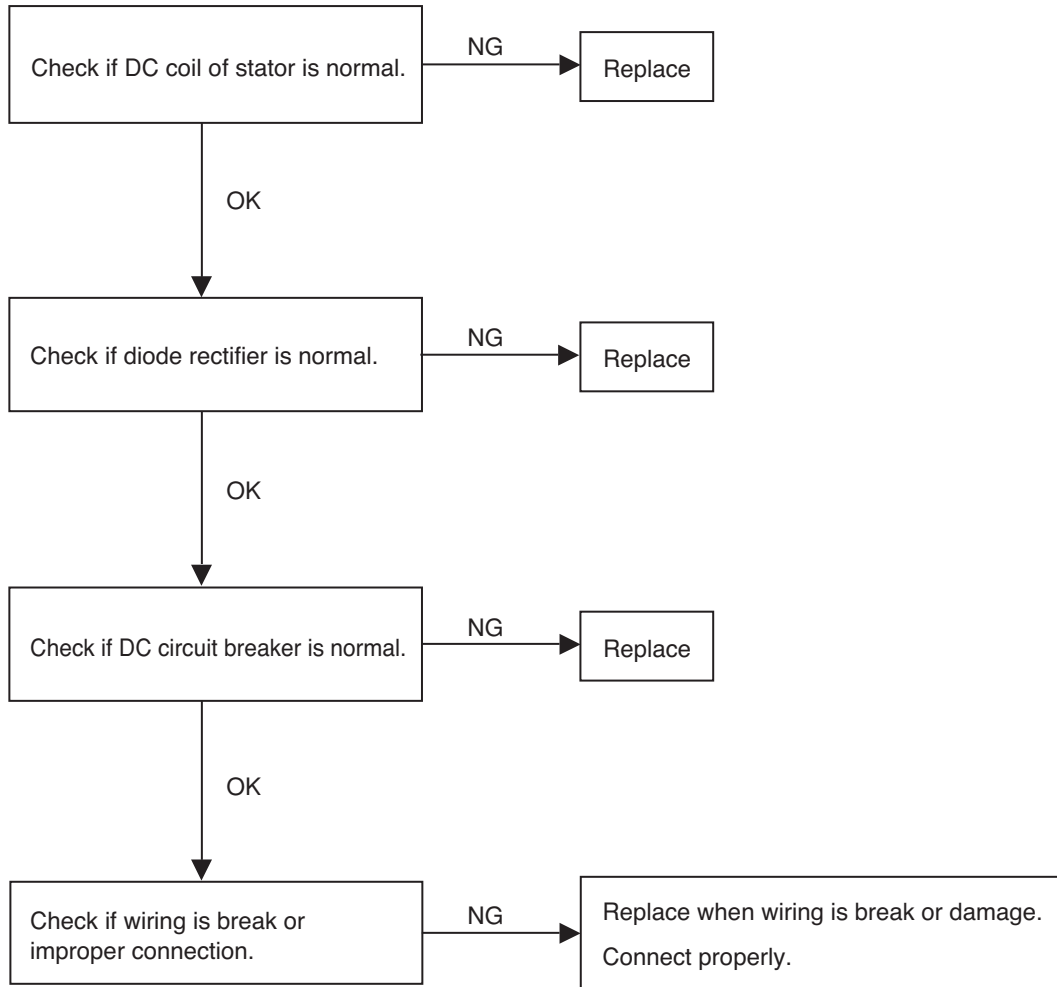 Check if DC coil of stator is normal.
NG
Replace
OK
Check if diode rectifier is normal.
NG
Replace
OK
Check if DC circuit breaker is normal.
NG
Replace
OK
Check if wiring is break or
improper connection.
NG
Replace when wiring is break or damage.
Connect properly.